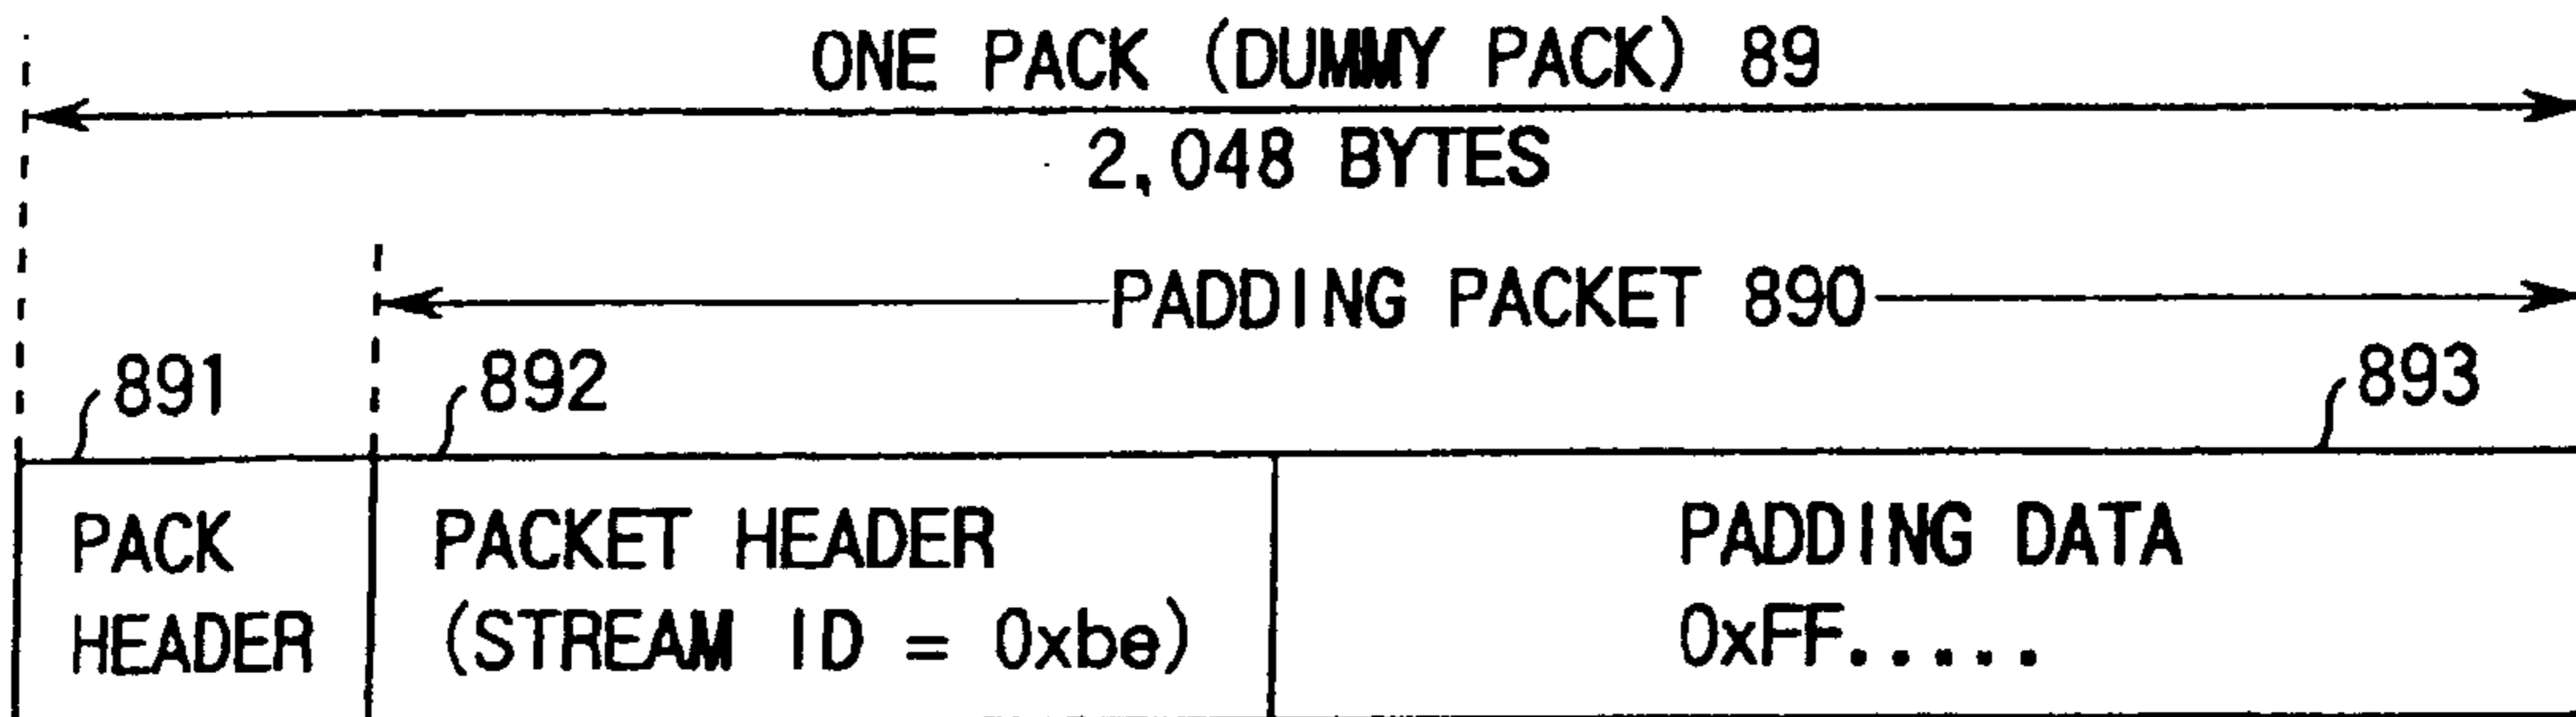 ONE PACK (DUMMY PACK) 89
2,048 BYTES
PADDING PACKET 890
891
892
893
PACK
HEADER
PACKET HEADER
(STREAM ID = 0xbe)
PADDING DATA
0xFF.....